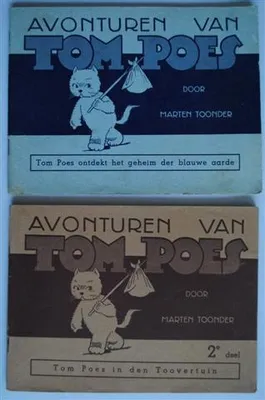 AVONTUREN VAN
TOM POES
DOOR
MARTEN TOONDER
Tom Poes ontdekt het geheim der blauwe aarde
AVONTUREN VAN
TOM POES
DOOR
MARTEN TOONDER
2e deel
Tom Poes in den Toovertuin